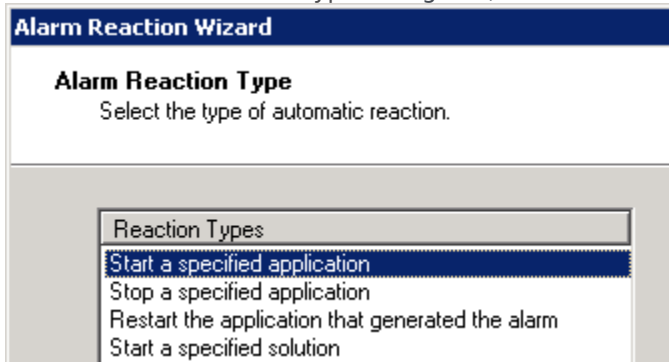 Alarm Reaction Wizard
Alarm Reaction Type
Select the type of automatic reaction.
Reaction Types
Start a specified application
Stop a specified application
Restart the application that generated the alarm
Start a specified solution